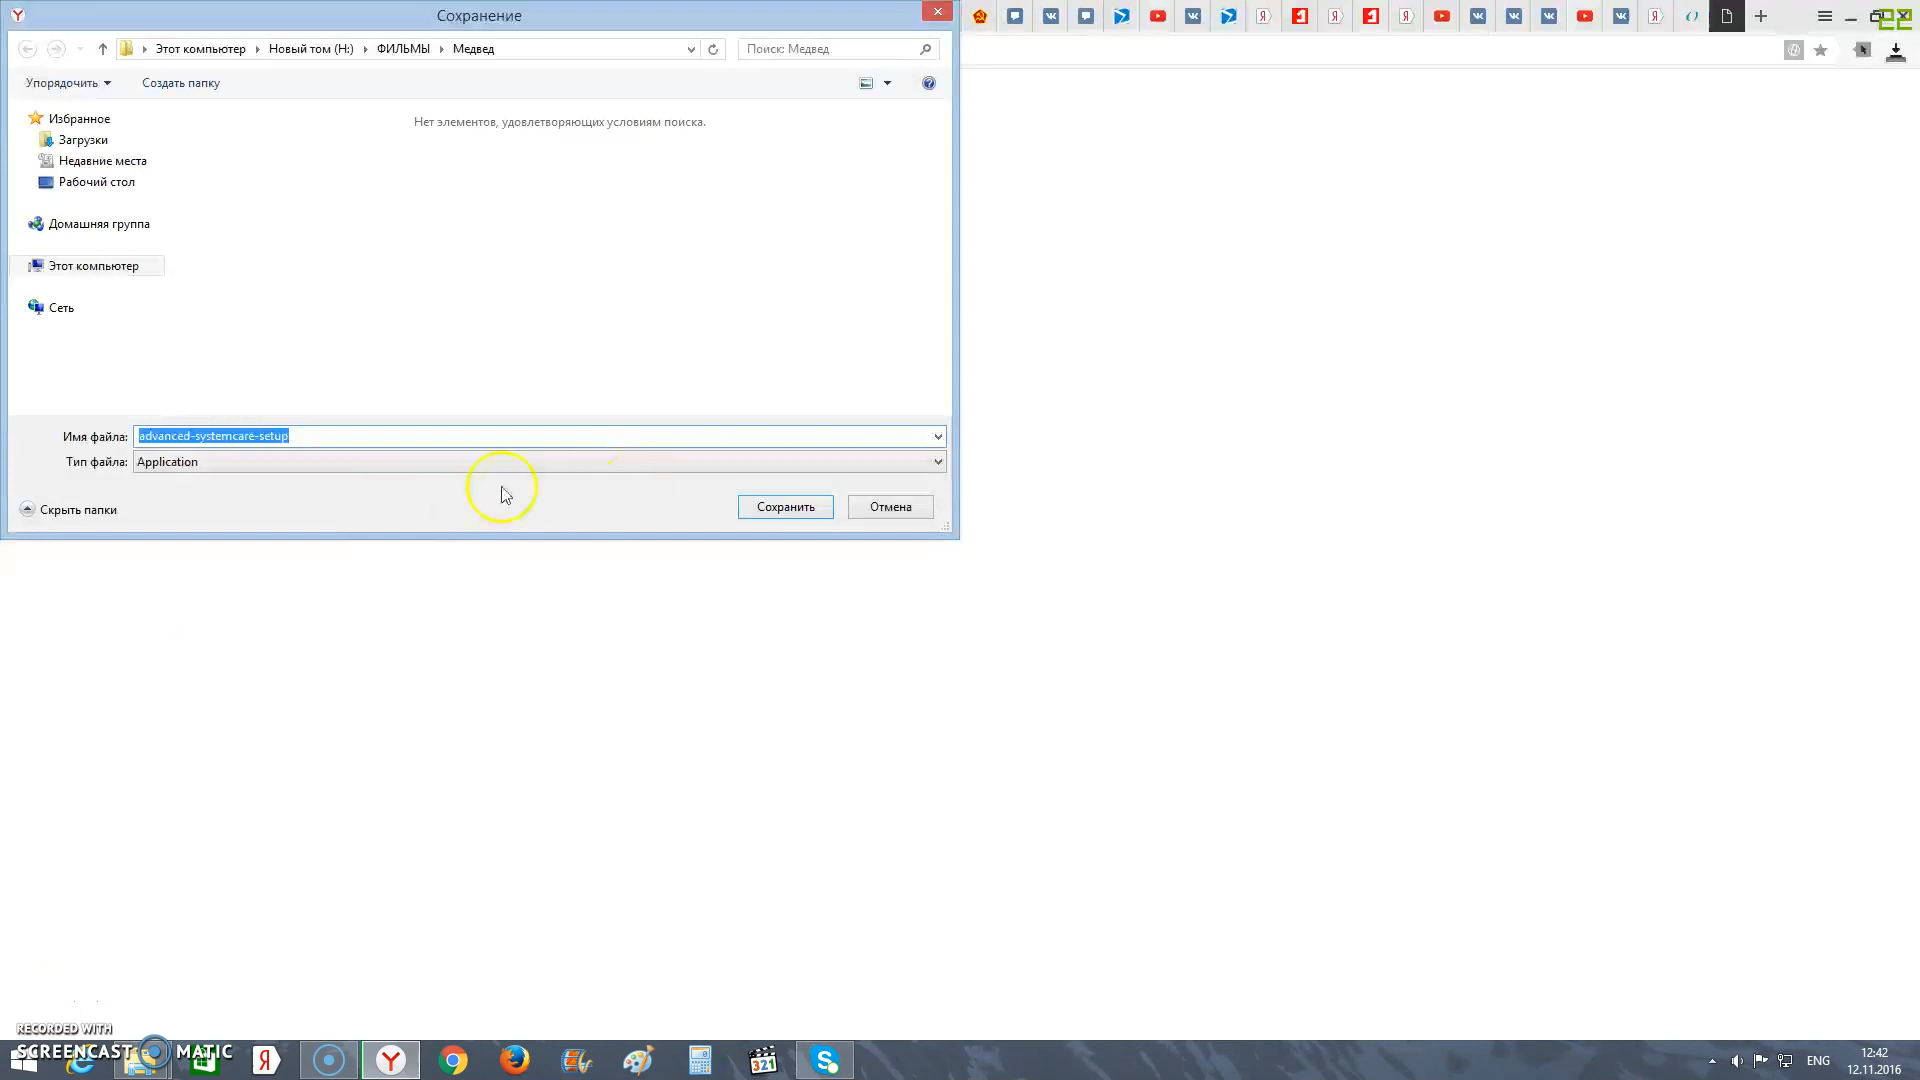 Сохранение
Этот компьютер Новый том (H:) ФИЛЬМЫ Медвед
Поиск: Медвед
22
Упорядочить
Создать папку
Нет элементов, удовлетворяющих условиям поиска.
Избранное
Загрузки
Недавние места
Рабочий стол
Домашняя группа
Этот компьютер
Сеть
Имя файла: advanced-systemcare-setup
Тип файла: Application
Скрыть папки
Сохранить
Отмена
RECORDED WITH
SCREENCAST MATIC
ENG
12:42
12.11.2016